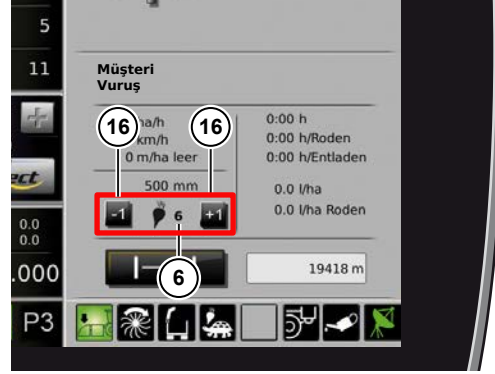 5
11
Müşteri
Vuruş
ha/h
km/h
0 m/ha leer
0:00 h
0:00 h/Roden
0:00 h/Entladen
16
16
500 mm
0.0 l/ha
0.0 l/ha Roden
-1
6
+1
ect
0.0
0.0
.000
6
19418 m
P3